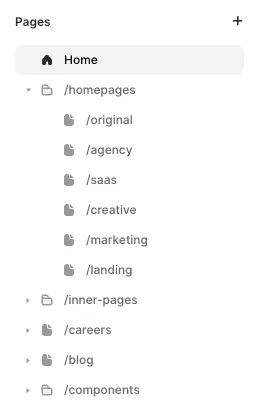 Pages +
Home
/homepages
/original
/agency
/saas
/creative
/marketing
/landing
/inner-pages
/careers
/blog
/components